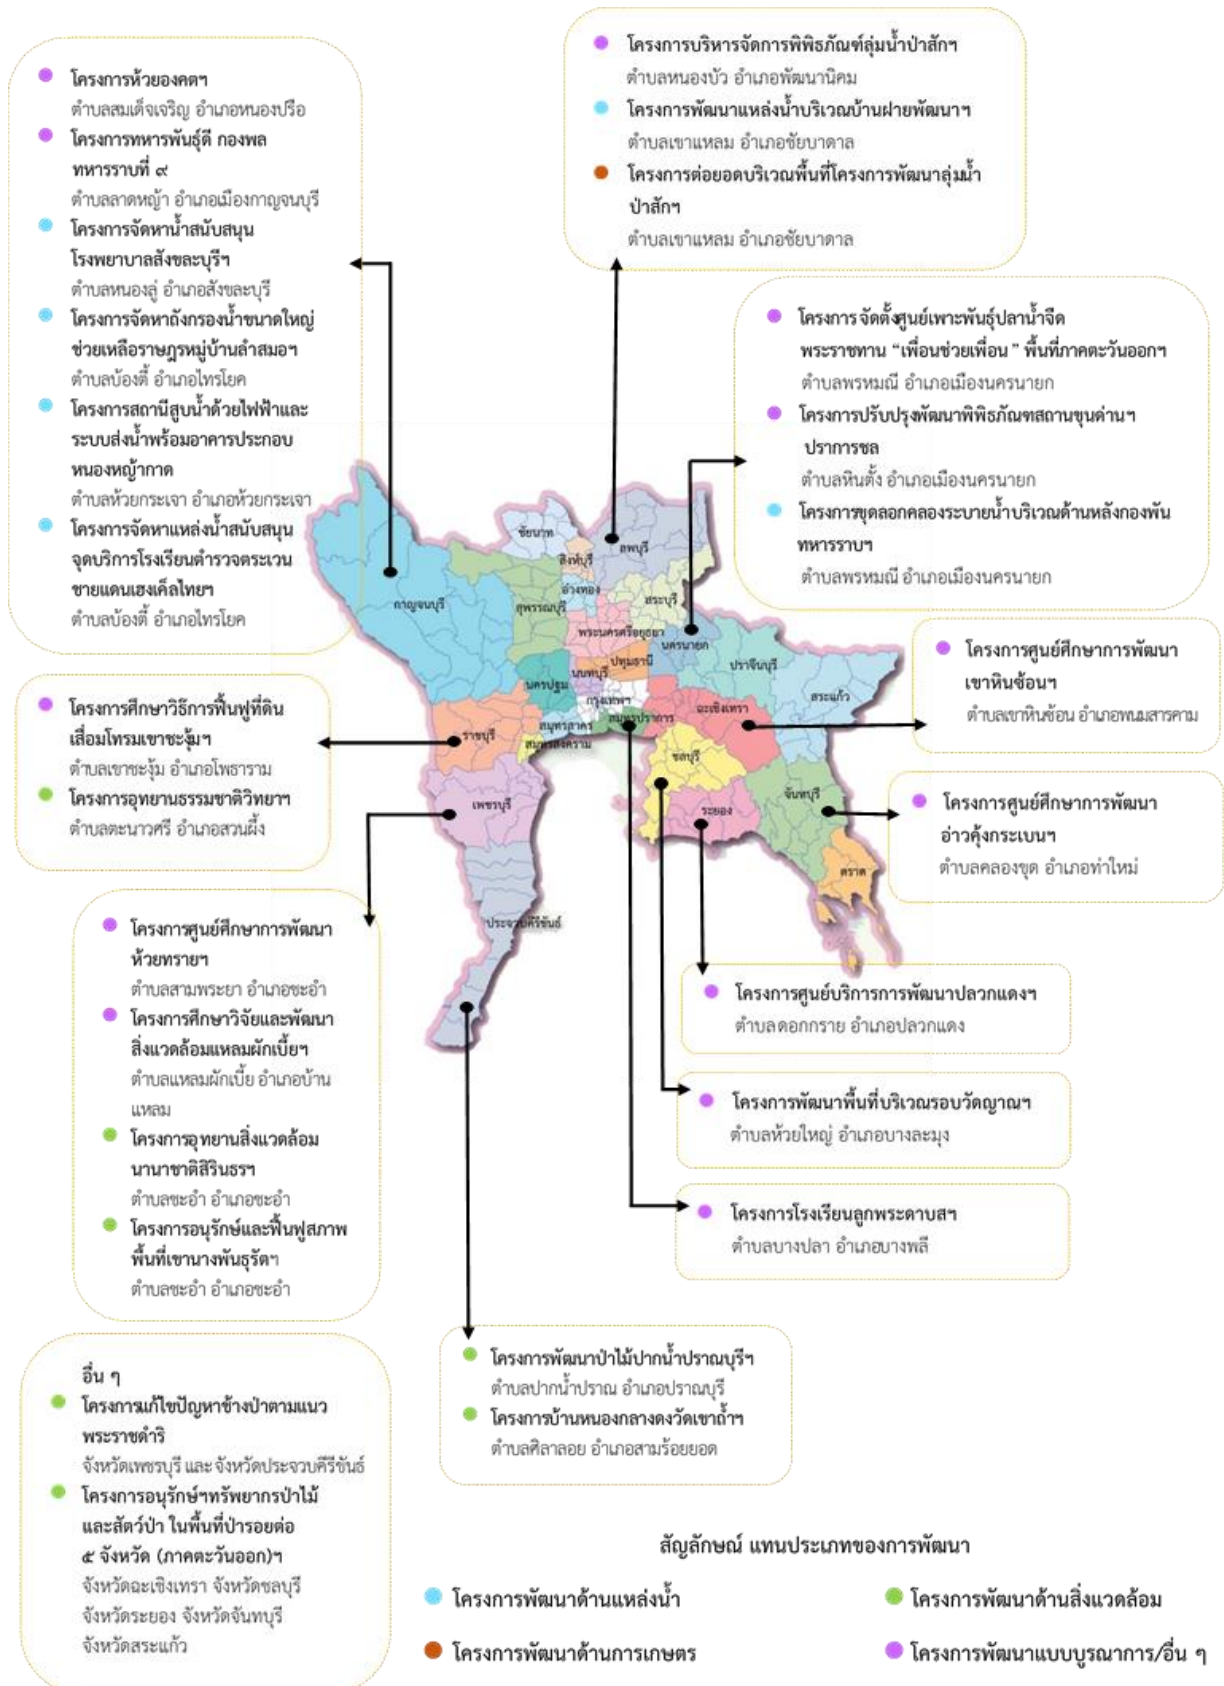 โครงการห้วยองคตฯ
ตำบลสมเด็จเจริญ อำเภอหนองปรือ
โครงการทหารพันธุ์ดี กองพล
ทหารราบที่ ๙
ตำบลลาดหญ้า อำเภอเมืองกาญจนบุรี
โครงการจัดหาน้ำสนับสนุน
โรงพยาบาลสังขละบุรีฯ
ตำบลหนองลู่ อำเภอสังขละบุรี
โครงการจัดหาถังกรองน้ำขนาดใหญ่
ช่วยเหลือราษฎรหมู่บ้านลำสมอฯ
ตำบลบ้องตี้ อำเภอไทรโยค
โครงการสถานีสูบน้ำด้วยไฟฟ้าและ
ระบบส่งน้ำพร้อมอาคารประกอบ
หนองหญ้ากาด
ตำบลห้วยกระเจา อำเภอห้วยกระเจา
โครงการจัดหาแหล่งน้ำสนับสนุน
จุดบริการโรงเรียนตำรวจตระเวน
ชายแดนเฮงเค็ลไทยฯ
ตำบลบ้องตี้ อำเภอไทรโยค
โครงการบริหารจัดการพิพิธภัณฑ์ลุ่มน้ำป่าสักฯ
ตำบลหนองบัว อำเภอพัฒนานิคม
โครงการพัฒนาแหล่งน้ำบริเวณบ้านฝายพัฒนาฯ
ตำบลเขาแหลม อำเภอชัยบาดาล
โครงการต่อยอดบริเวณพื้นที่โครงการพัฒนาลุ่มน้ำ
ป่าสักฯ
ตำบลเขาแหลม อำเภอชัยบาดาล
โครงการจัดตั้งศูนย์เพาะพันธุ์ปลาน้ำจืด
พระราชทาน "เพื่อนช่วยเพื่อน" พื้นที่ภาคตะวันออกฯ
ตำบลพรหมณี อำเภอเมืองนครนายก
โครงการปรับปรุงพัฒนาพิพิธภัณฑสถานขุนด่านฯ
ปราการชล
ตำบลหินตั้ง อำเภอเมืองนครนายก
โครงการขุดลอกคลองระบายน้ำบริเวณด้านหลังกองพัน
ทหารราบฯ
ตำบลพรหมณี อำเภอเมืองนครนายก
ชัยนาท
ลพบุรี
สิงห์บุรี
อ่างทอง
สระบุรี
กาญจนบุรี
สุพรรณบุรี
พระนครศรีอยุธยา
นครนายก
ปทุมธานี
ปราจีนบุรี
นนทบุรี
นครปฐม
กรุงเทพฯ
สระแก้ว
ฉะเชิงเทรา
สมุทรสาคร
สมุทรปราการ
ราชบุรี
สมุทรสงคราม
ชลบุรี
จันทบุรี
เพชรบุรี
ระยอง
ตราด
ประจวบคีรีขันธ์
โครงการศูนย์ศึกษาการพัฒนา
เขาหินซ้อนฯ
ตำบลเขาหินซ้อน อำเภอพนมสารคาม
โครงการศึกษาวิธีการฟื้นฟูที่ดิน
เสื่อมโทรมเขาชะงุ้มฯ
ตำบลเขาชะงุ้ม อำเภอโพธาราม
โครงการอุทยานธรรมชาติวิทยาฯ
ตำบลตะนาวศรี อำเภอสวนผึ้ง
โครงการศูนย์ศึกษาการพัฒนา
อ่าวคุ้งกระเบนฯ
ตำบลคลองขุด อำเภอท่าใหม่
โครงการศูนย์ศึกษาการพัฒนา
ห้วยทรายฯ
ตำบลสามพระยา อำเภอชะอำ
โครงการศึกษาวิจัยและพัฒนา
สิ่งแวดล้อมแหลมผักเบี้ยฯ
ตำบลแหลมผักเบี้ย อำเภอบ้าน
แหลม
โครงการอุทยานสิ่งแวดล้อม
นานาชาติสิรินธรฯ
ตำบลชะอำ อำเภอชะอำ
โครงการอนุรักษ์และฟื้นฟูสภาพ
พื้นที่เขานางพันธุรัตฯ
ตำบลชะอำ อำเภอชะอำ
โครงการศูนย์บริการการพัฒนาปลวกแดงฯ
ตำบลดอกกราย อำเภอปลวกแดง
โครงการพัฒนาพื้นที่บริเวณรอบวัดญาณฯ
ตำบลห้วยใหญ่ อำเภอบางละมุง
โครงการโรงเรียนลูกพระดาบสฯ
ตำบลบางปลา อำเภอบางพลี
โครงการพัฒนาป่าไม้ปากน้ำปราณบุรีฯ
ตำบลปากน้ำปราณ อำเภอปราณบุรี
โครงการบ้านหนองกลางดงวัดเขาถ้ำฯ
ตำบลศิลาลอย อำเภอสามร้อยยอด
อื่น ๆ
โครงการแก้ไขปัญหาช้างป่าตามแนว
พระราชดำริ
จังหวัดเพชรบุรี และ จังหวัดประจวบคีรีขันธ์
โครงการอนุรักษ์ฯทรัพยากรป่าไม้
และสัตว์ป่า ในพื้นที่ป่ารอยต่อ
๕ จังหวัด (ภาคตะวันออก)ฯ
จังหวัดฉะเชิงเทรา จังหวัดชลบุรี
จังหวัดระยอง จังหวัดจันทบุรี
จังหวัดสระแก้ว
สัญลักษณ์ แทนประเภทของการพัฒนา
โครงการพัฒนาด้านแหล่งน้ำ
โครงการพัฒนาด้านสิ่งแวดล้อม
โครงการพัฒนาด้านการเกษตร
โครงการพัฒนาแบบบูรณาการ/อื่น ๆ